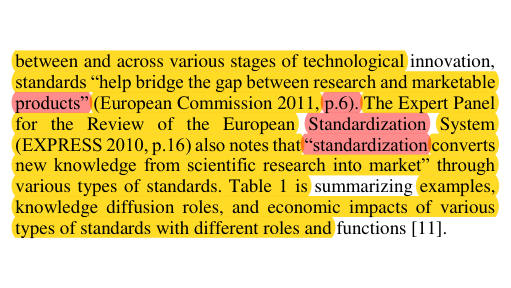 between and across various stages of technological innovation,
standards “help bridge the gap between research and marketable
products” (European Commission 2011, p.6). The Expert Panel
for the Review of the European Standardization System
(EXPRESS 2010, p.16) also notes that “standardization converts
new knowledge from scientific research into market” through
various types of standards. Table 1 is summarizing examples,
knowledge diffusion roles, and economic impacts of various
types of standards with different roles and functions [11].